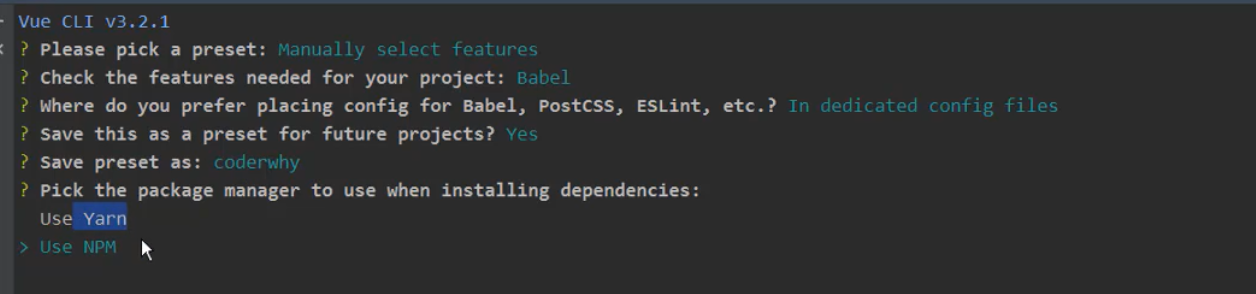 Vue CLI v3.2.1
? Please pick a preset: Manually select features
? Check the features needed for your project: Babel
? Where do you prefer placing config for Babel, PostCSS, ESLint, etc.? In dedicated config files
? Save this as a preset for future projects? Yes
? Save preset as: coderwhy
? Pick the package manager to use when installing dependencies:
Use Yarn
> Use NPM